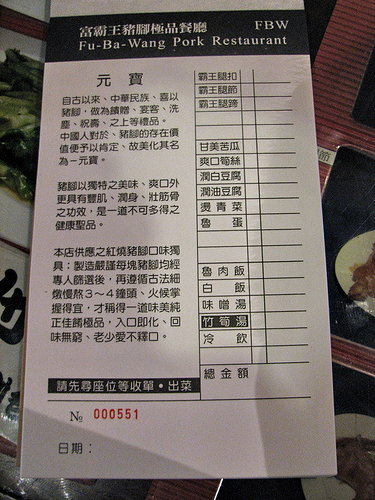 富霸王豬腳極品餐廳 FBW
Fu-Ba-Wang Pork Restaurant
元寶
自古以來、中華民族、喜以
豬腳,做為饋贈、宴客、洗
塵、祝壽、之上等禮品。
中國人對於、豬腳的存在價
值便予以肯定、故美化其名
為-元寶。
豬腳以獨特之美味、爽口外
更具有豐肌、潤身、壯筋骨
之功效,是一道不可多得之
健康聖品。
本店供應之紅燒豬腳口味獨
具;製造嚴謹每塊豬腳均經
專人篩選後,再遵循古法細
燉慢熬3~4鐘頭、火候掌
握得宜,才稱得一道味美純
正佳餚極品,入口即化、回
味無窮、老少愛不釋口。
請先尋座位等收單•出菜
霸王腿扣
霸王腿節
霸王腿蹄
甘美苦瓜
爽口筍絲
潤白豆腐
潤油豆腐
燙青菜
魯蛋
魯肉飯
白飯
味噌湯
竹筍湯
冷飲
總金額
№ 000551
日期: